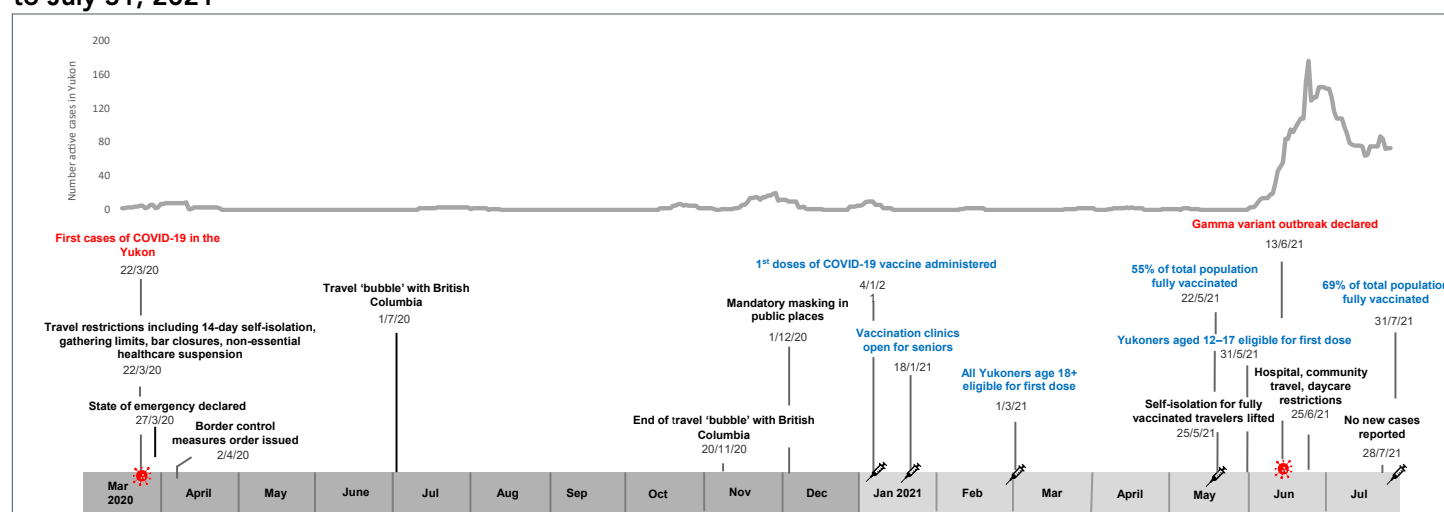 to July 31, 2021
200
160
120
80
40
0
Number active cases in Yukon
First cases of COVID-19 in the
Yukon
22/3/20
Travel restrictions including 14-day self-isolation,
gathering limits, bar closures, non-essential
healthcare suspension
22/3/20
State of emergency declared
27/3/20
Border control
measures order issued
2/4/20
Travel ‘bubble’ with British
Columbia
1/7/20
End of travel ‘bubble’ with British
Columbia
20/11/20
Mandatory masking in
public places
1/12/20
1st doses of COVID-19 vaccine administered
4/1/2
1
Vaccination clinics
open for seniors
18/1/21
All Yukoners age 18+
eligible for first dose
1/3/21
55% of total population
fully vaccinated
22/5/21
Self-isolation for fully
vaccinated travelers lifted
25/5/21
Yukoners aged 12–17 eligible for first dose
31/5/21
Gamma variant outbreak declared
13/6/21
Hospital, community
travel, daycare
restrictions
25/6/21
No new cases
reported
28/7/21
69% of total population
fully vaccinated
31/7/21
Mar
2020
April
May
June
Jul
Aug
Sep
Oct
Nov
Dec
Jan 2021
Feb
Mar
April
May
Jun
Jul